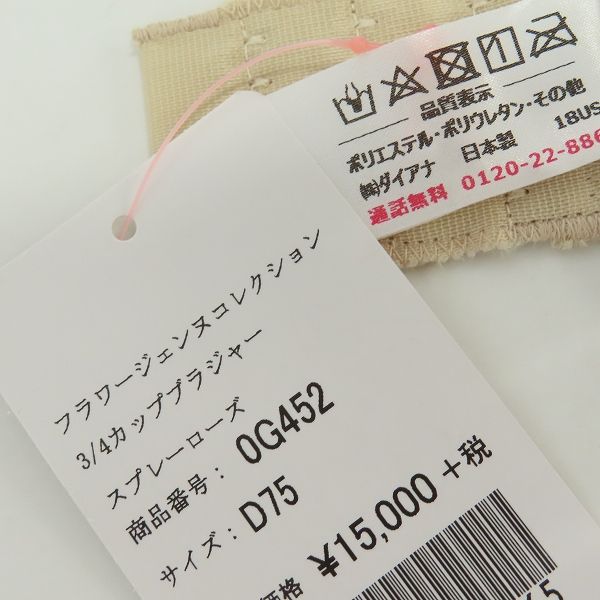 品質表示
ポリエステル・ポリウレタン・その他
㈱ダイアナ 日本製 18US
通話無料 0120-22-886
フラワージェンヌコレクション
3/4カップブラジャー
スプレーローズ
商品番号： 0G452
サイズ： D75
価格 ¥15,000 +税